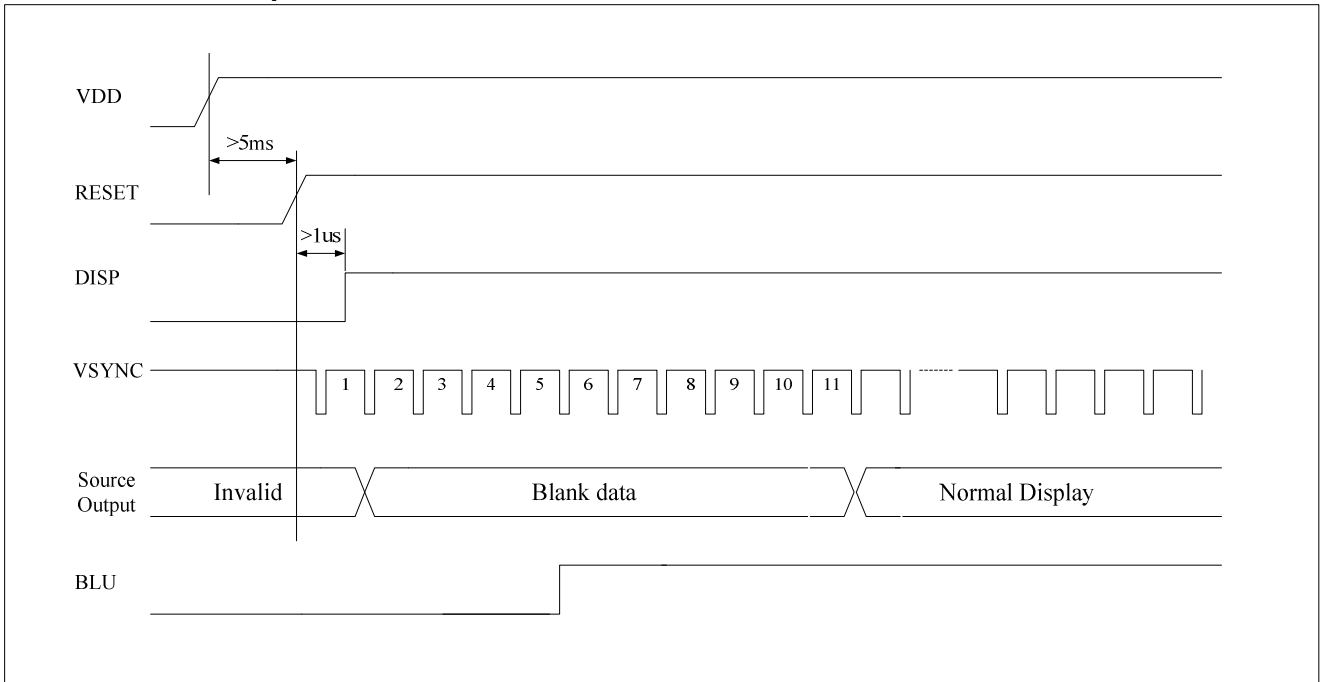 VDD
>5ms
RESET
>1us
DISP
VSYNC
1 2 3 4 5 6 7 8 9 10 11
Source
Output
Invalid
Blank data
Normal Display
BLU